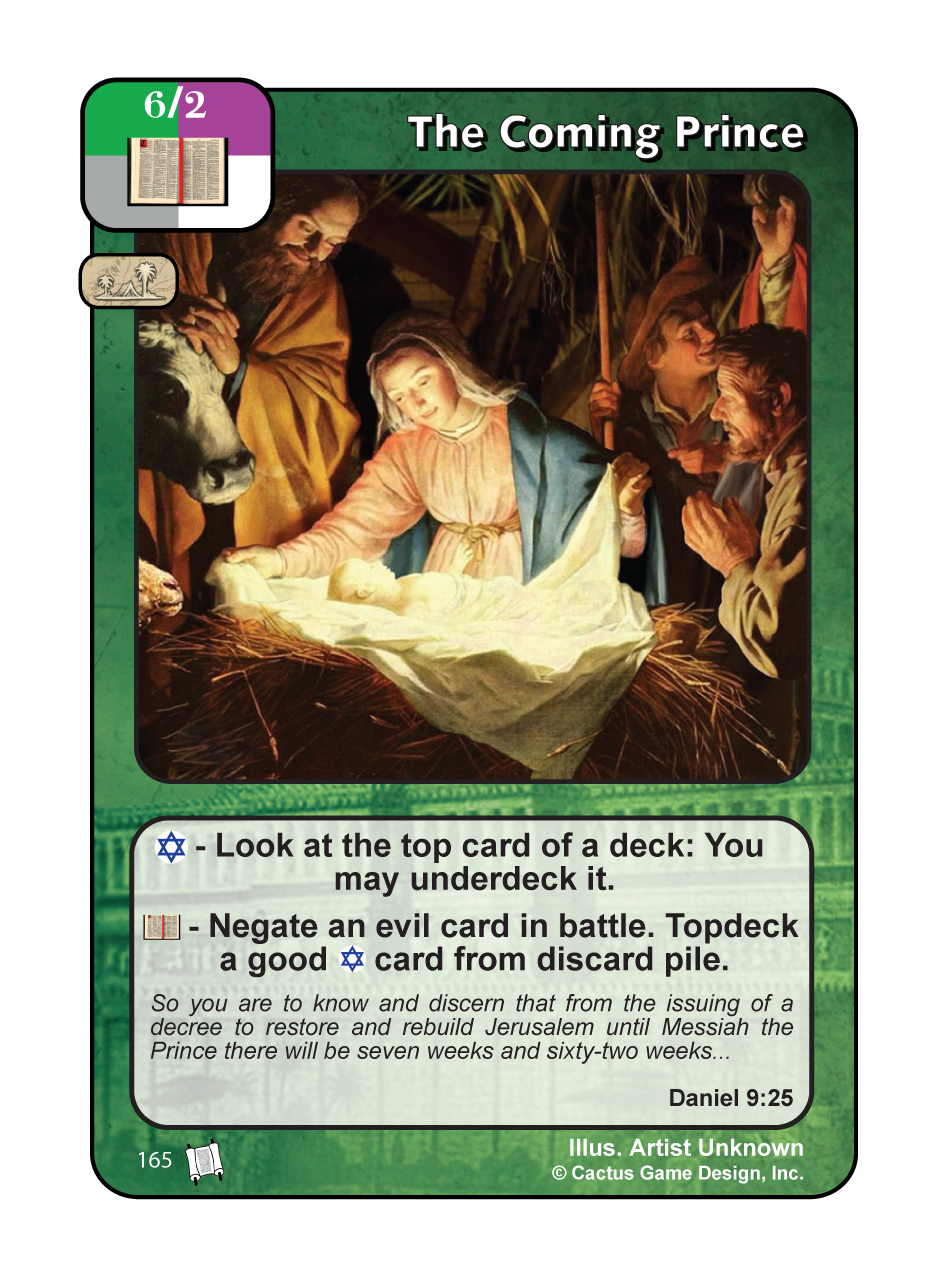 6/2
The Coming Prince
- Look at the top card of a deck: You
may underdeck it.
- Negate an evil card in battle. Topdeck
a good card from discard pile.
So you are to know and discern that from the issuing of a
decree to restore and rebuild Jerusalem until Messiah the
Prince there will be seven weeks and sixty-two weeks...
Daniel 9:25
165
Illus. Artist Unknown
© Cactus Game Design, Inc.